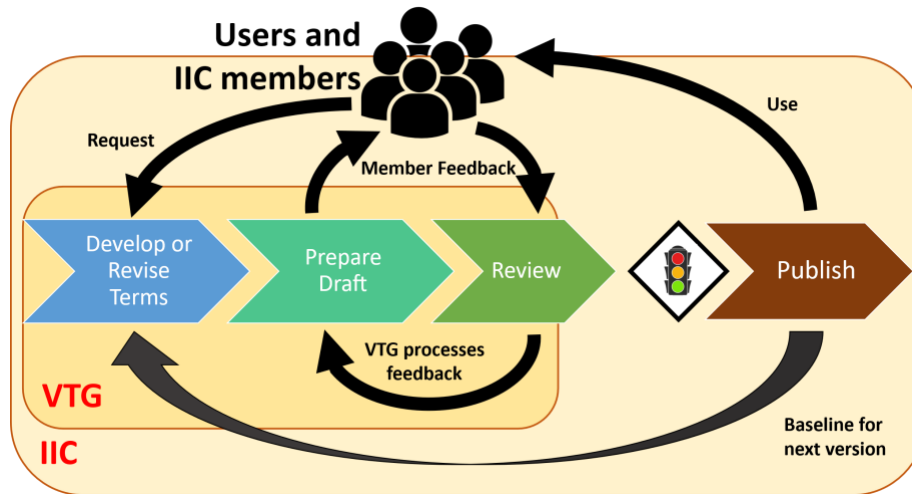 Users and
IIC members
Request
Use
Member Feedback
Develop or
Revise
Terms
Prepare
Draft
Review
Publish
VTG processes
feedback
VTG
IIC
Baseline for
next version